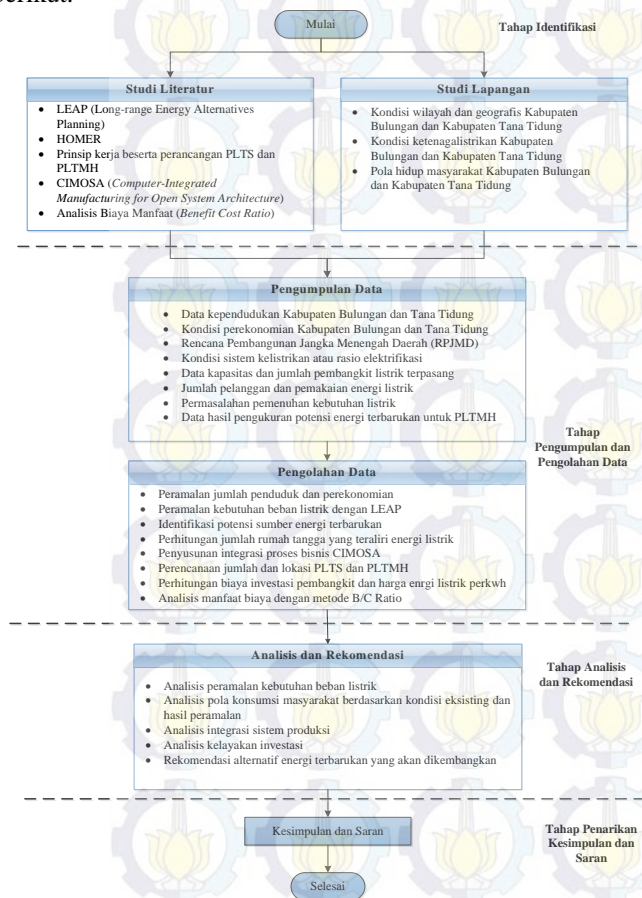 berikut.
Mulai
Tahap Identifikasi
Studi Literatur
• LEAP (Long-range Energy Alternatives
Planning)
• HOMER
• Prinsip kerja beserta perancangan PLTS dan
PLTMH
• CIMOSA (Computer-Integrated
Manufacturing for Open System Architecture)
• Analisis Biaya Manfaat (Benefit Cost Ratio)
Studi Lapangan
• Kondisi wilayah dan geografis Kabupaten
Bulungan dan Kabupaten Tana Tidung
• Kondisi ketenagalistrikan Kabupaten
Bulungan dan Kabupaten Tana Tidung
• Pola hidup masyarakat Kabupaten Bulungan
dan Kabupaten Tana Tidung
Pengumpulan Data
• Data kependudukan Kabupaten Bulungan dan Tana Tidung
• Kondisi perekonomian Kabupaten Bulungan dan Tana Tidung
• Rencana Pembangunan Jangka Menengah Daerah (RPJMD)
• Kondisi sistem kelistrikan atau rasio elektrifikasi
• Data kapasitas dan jumlah pembangkit listrik terpasang
• Jumlah pelanggan dan pemakaian energi listrik
• Permasalahan pemenuhan kebutuhan listrik
• Data hasil pengukuran potensi energi terbarukan untuk PLTMH
Tahap
Pengumpulan dan
Pengolahan Data
Pengolahan Data
• Peramalan jumlah penduduk dan perekonomian
• Peramalan kebutuhan beban listrik dengan LEAP
• Identifikasi potensi sumber energi terbarukan
• Perhitungan jumlah rumah tangga yang teraliri energi listrik
• Penyusunan integrasi proses bisnis CIMOSA
• Perencanaan jumlah dan lokasi PLTS dan PLTMH
• Perhitungan biaya investasi pembangkit dan harga enrgi listrik perkwh
• Analisis manfaat biaya dengan metode B/C Ratio
Analisis dan Rekomendasi
• Analisis peramalan kebutuhan beban listrik
• Analisis pola konsumsi masyarakat berdasarkan kondisi eksisting dan
hasil peramalan
• Analisis integrasi sistem produksi
• Analisis kelayakan investasi
• Rekomendasi alternatif energi terbarukan yang akan dikembangkan
Tahap Analisis
dan Rekomendasi
Kesimpulan dan Saran
Tahap Penarikan
Kesimpulan dan
Saran
Selesai